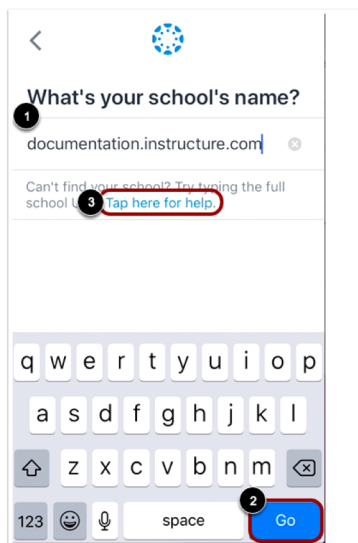 What's your school's name?
1
documentation.instructure.com
Can't find your school? Try typing the full
school 3 Tap here for help.
q w e r t y u i o p
a s d f g h j k l
z x c v b n m
2
123 space Go